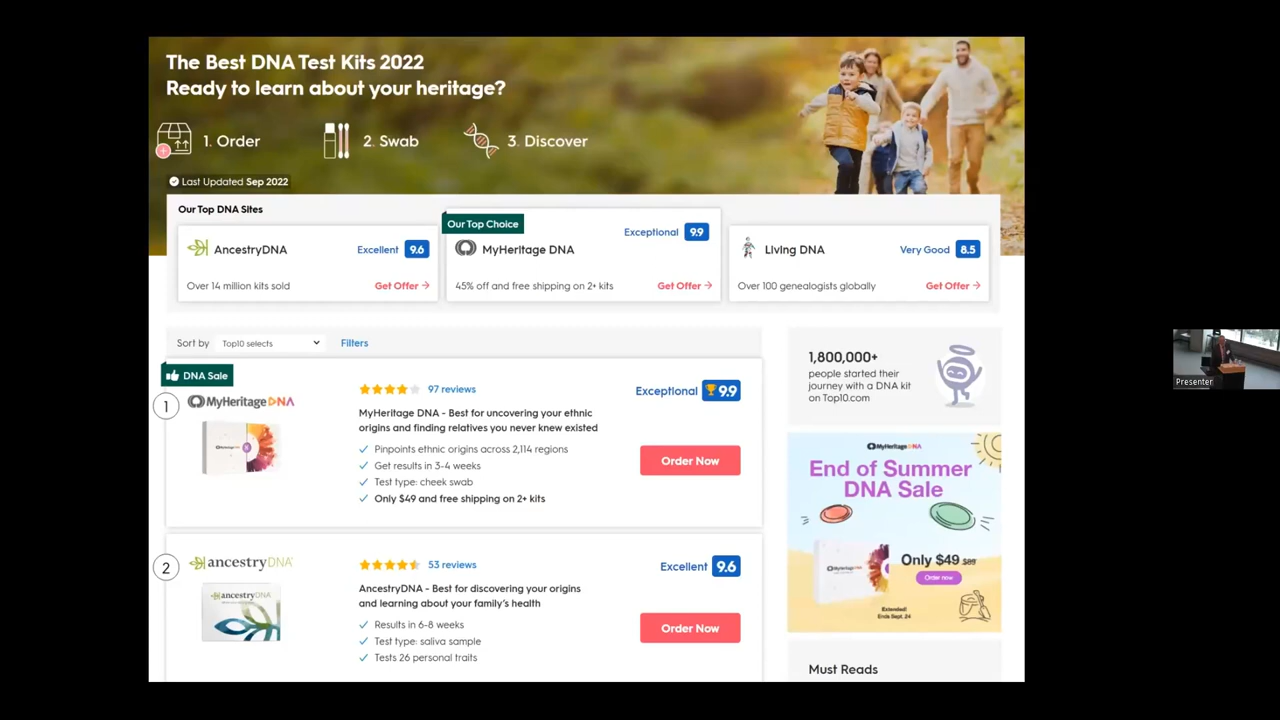 The Best DNA Test Kits 2022
Ready to learn about your heritage?
1. Order
2. Swab
3. Discover
Last Updated Sep 2022
Our Top DNA Sites
AncestryDNA
Excellent 9.6
Over 14 million kits sold
Get Offer
Our Top Choice
MyHeritage DNA
Exceptional 9.9
45% off and free shipping on 2+ kits
Get Offer
Living DNA
Very Good 8.5
Over 100 genealogists globally
Get Offer
Sort by Top10 selects
Filters
DNA Sale
1
MyHeritage DNA
97 reviews
Exceptional 9.9
MyHeritage DNA - Best for uncovering your ethnic
origins and finding relatives you never knew existed
Pinpoints ethnic origins across 2,114 regions
Get results in 3-4 weeks
Test type: cheek swab
Only $49 and free shipping on 2+ kits
Order Now
2
ancestryDNA
ancestryDNA
53 reviews
Excellent 9.6
AncestryDNA - Best for discovering your origins
and learning about your family's health
Results in 6-8 weeks
Test type: saliva sample
Tests 26 personal traits
Order Now
1,800,000+
people started their
journey with a DNA kit
on Top10.com
MyHeritage DNA
End of Summer
DNA Sale
Only $49 $89
Order now
Extended!
Ends Sept. 24
Must Reads
Presenter